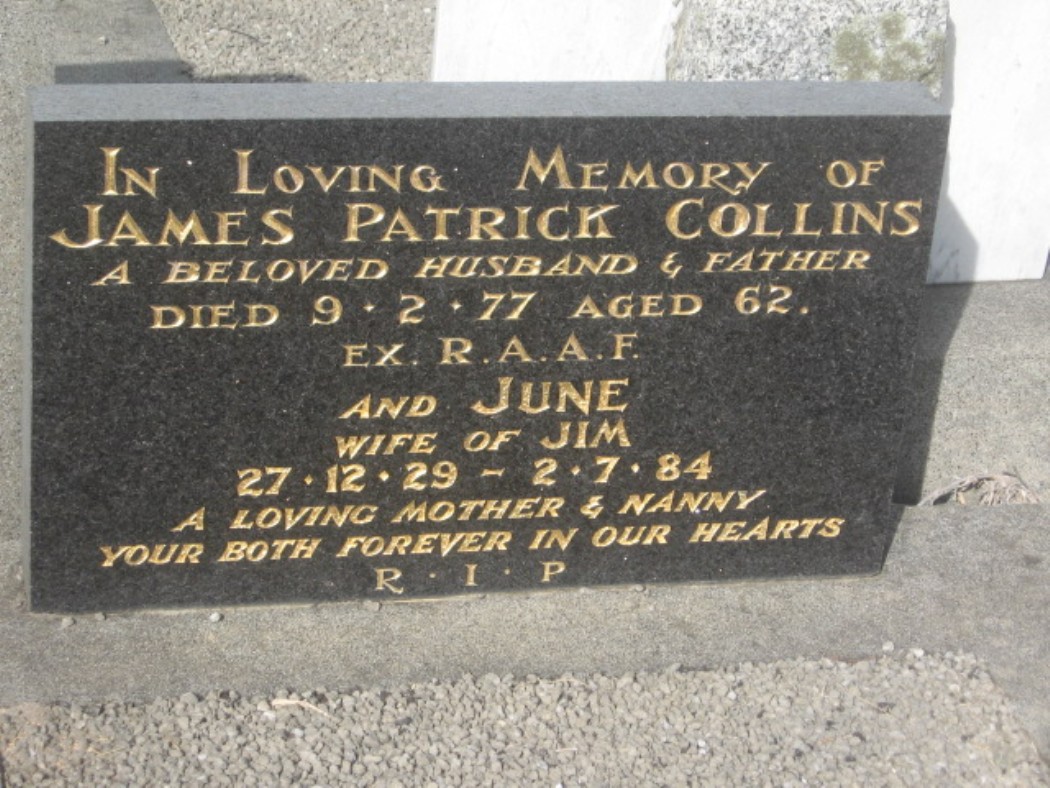 IN LOVING MEMORY OF
JAMES PATRICK COLLINS
A BELOVED HUSBAND & FATHER
DIED 9·2·77 AGED 62.
EX. R.A.A.F.
AND JUNE
WIFE OF JIM
27·12·29 - 2·7·84
A LOVING MOTHER & NANNY
YOUR BOTH FOREVER IN OUR HEARTS
R·I·P